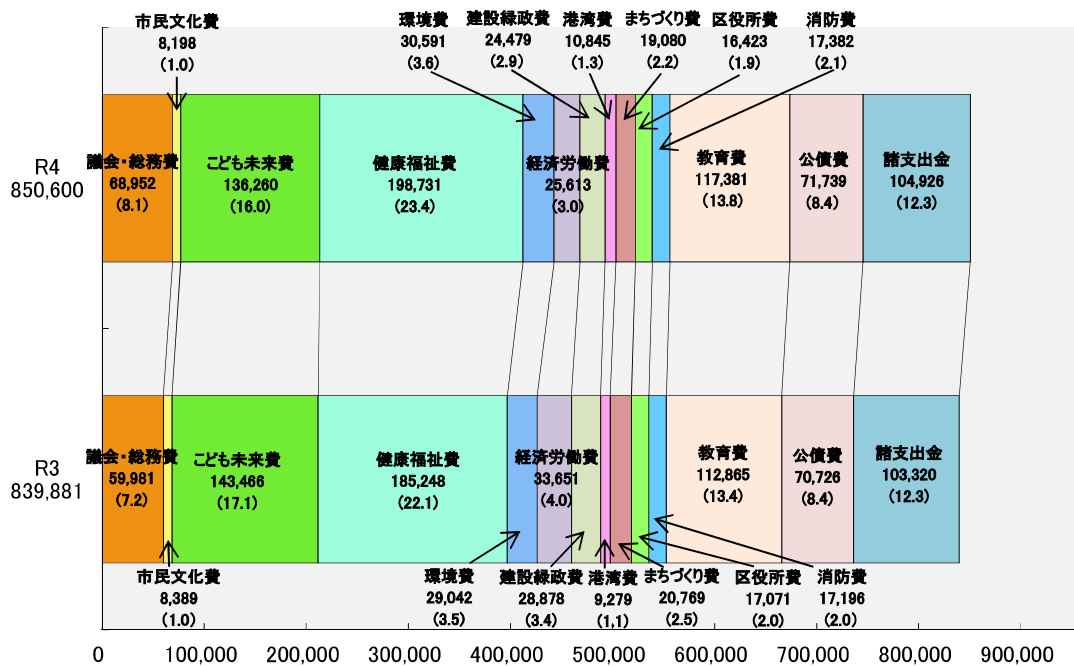 市民文化費
8,198
(1.0)
環境費
30,591
(3.6)
建設緑政費
24,479
(2.9)
港湾費
10,845
(1.3)
まちづくり費
19,080
(2.2)
区役所費
16,423
(1.9)
消防費
17,382
(2.1)
R4
850,600
議会・総務費
68,952
(8.1)
こども未来費
136,260
(16.0)
健康福祉費
198,731
(23.4)
経済労働費
25,613
(3.0)
教育費
117,381
(13.8)
公債費
71,739
(8.4)
諸支出金
104,926
(12.3)
R3
839,881
議会・総務費
59,981
(7.2)
こども未来費
143,466
(17.1)
健康福祉費
185,248
(22.1)
経済労働費
33,651
(4.0)
教育費
112,865
(13.4)
公債費
70,726
(8.4)
諸支出金
103,320
(12.3)
市民文化費
8,389
(1.0)
環境費
29,042
(3.5)
建設緑政費
28,878
(3.4)
港湾費
9,279
(1.1)
まちづくり費
20,769
(2.5)
区役所費
17,071
(2.0)
消防費
17,196
(2.0)
0 100,000 200,000 300,000 400,000 500,000 600,000 700,000 800,000 900,000